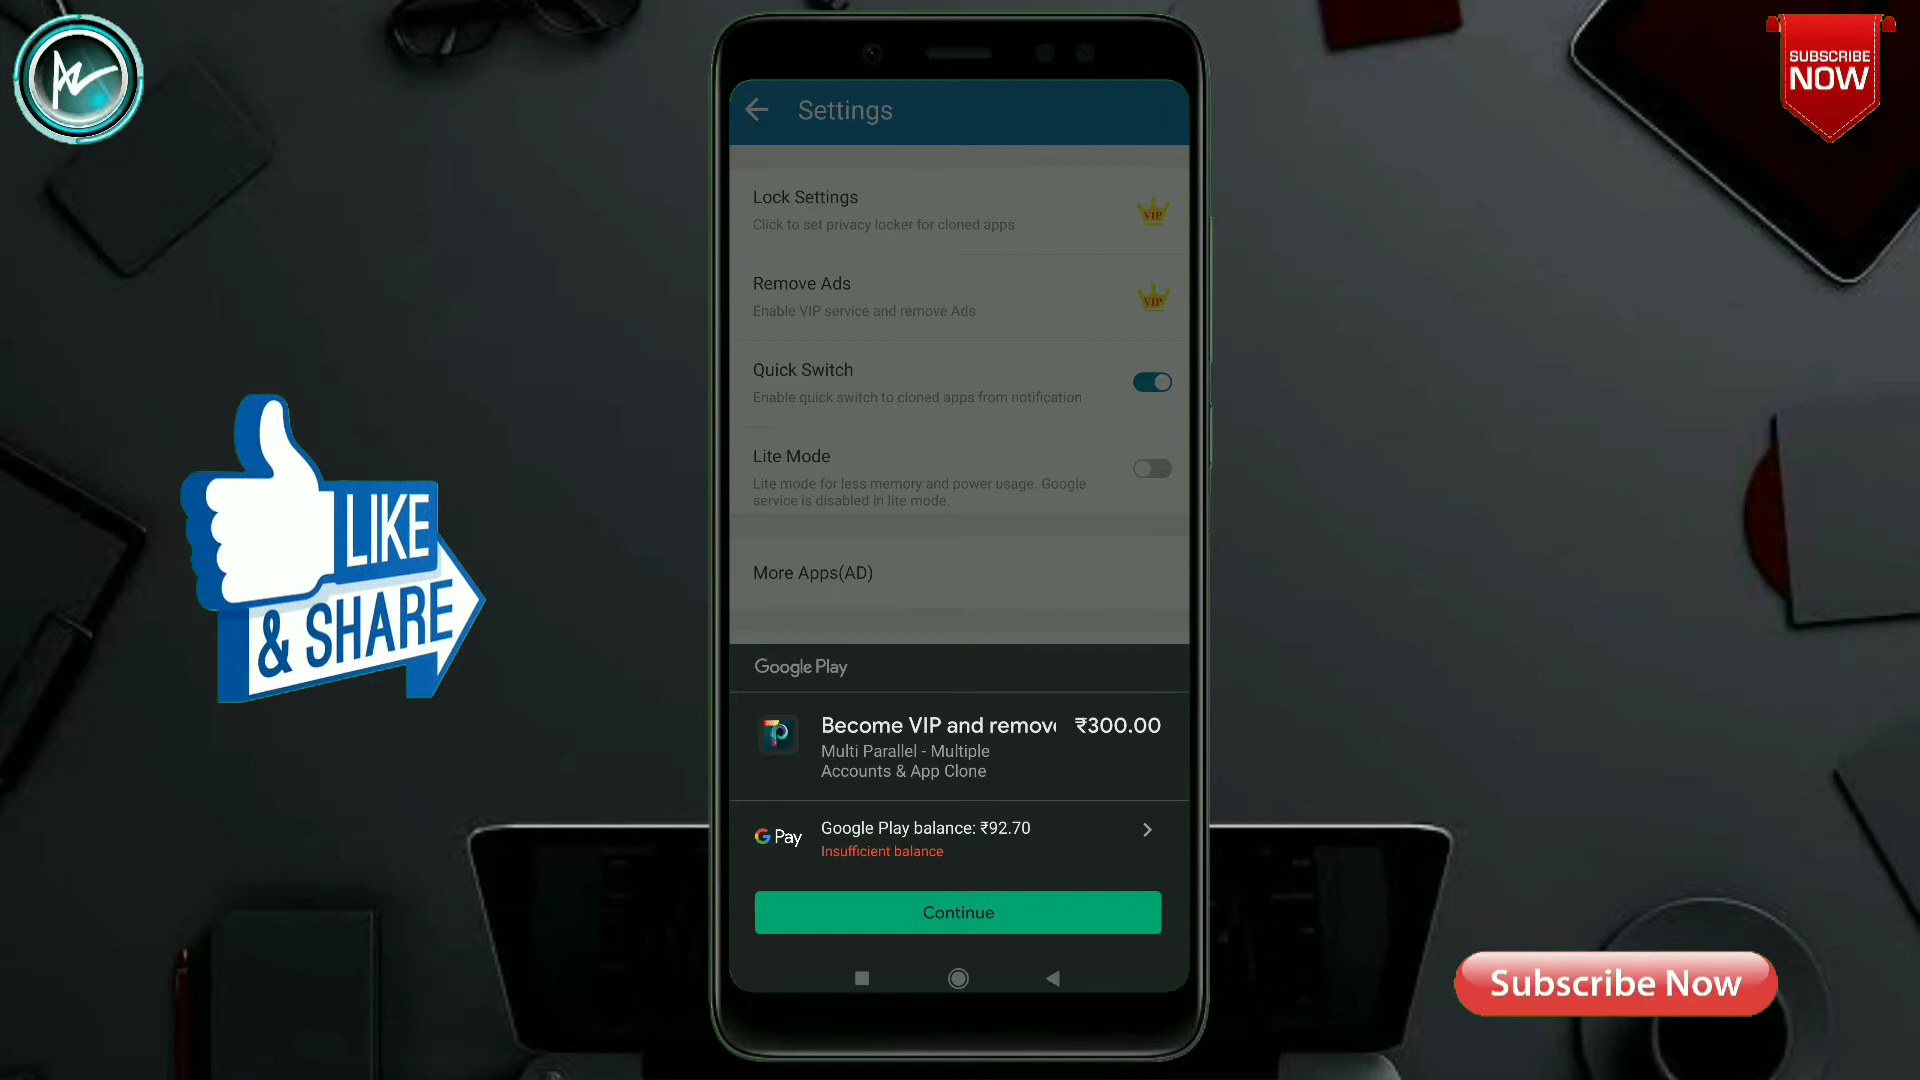 SUBSCRIBE
NOW
Settings
Lock Settings
Click to set privacy locker for cloned apps
VIP
Remove Ads
Enable VIP service and remove Ads
VIP
Quick Switch
Enable quick switch to cloned apps from notification
Lite Mode
Lite mode for less memory and power usage. Google
service is disabled in lite mode.
More Apps(AD)
LIKE
& SHARE
Google Play
Become VIP and remove ₹300.00
Multi Parallel - Multiple
Accounts & App Clone
G Pay
Google Play balance: ₹92.70
Insufficient balance
Continue
Subscribe Now